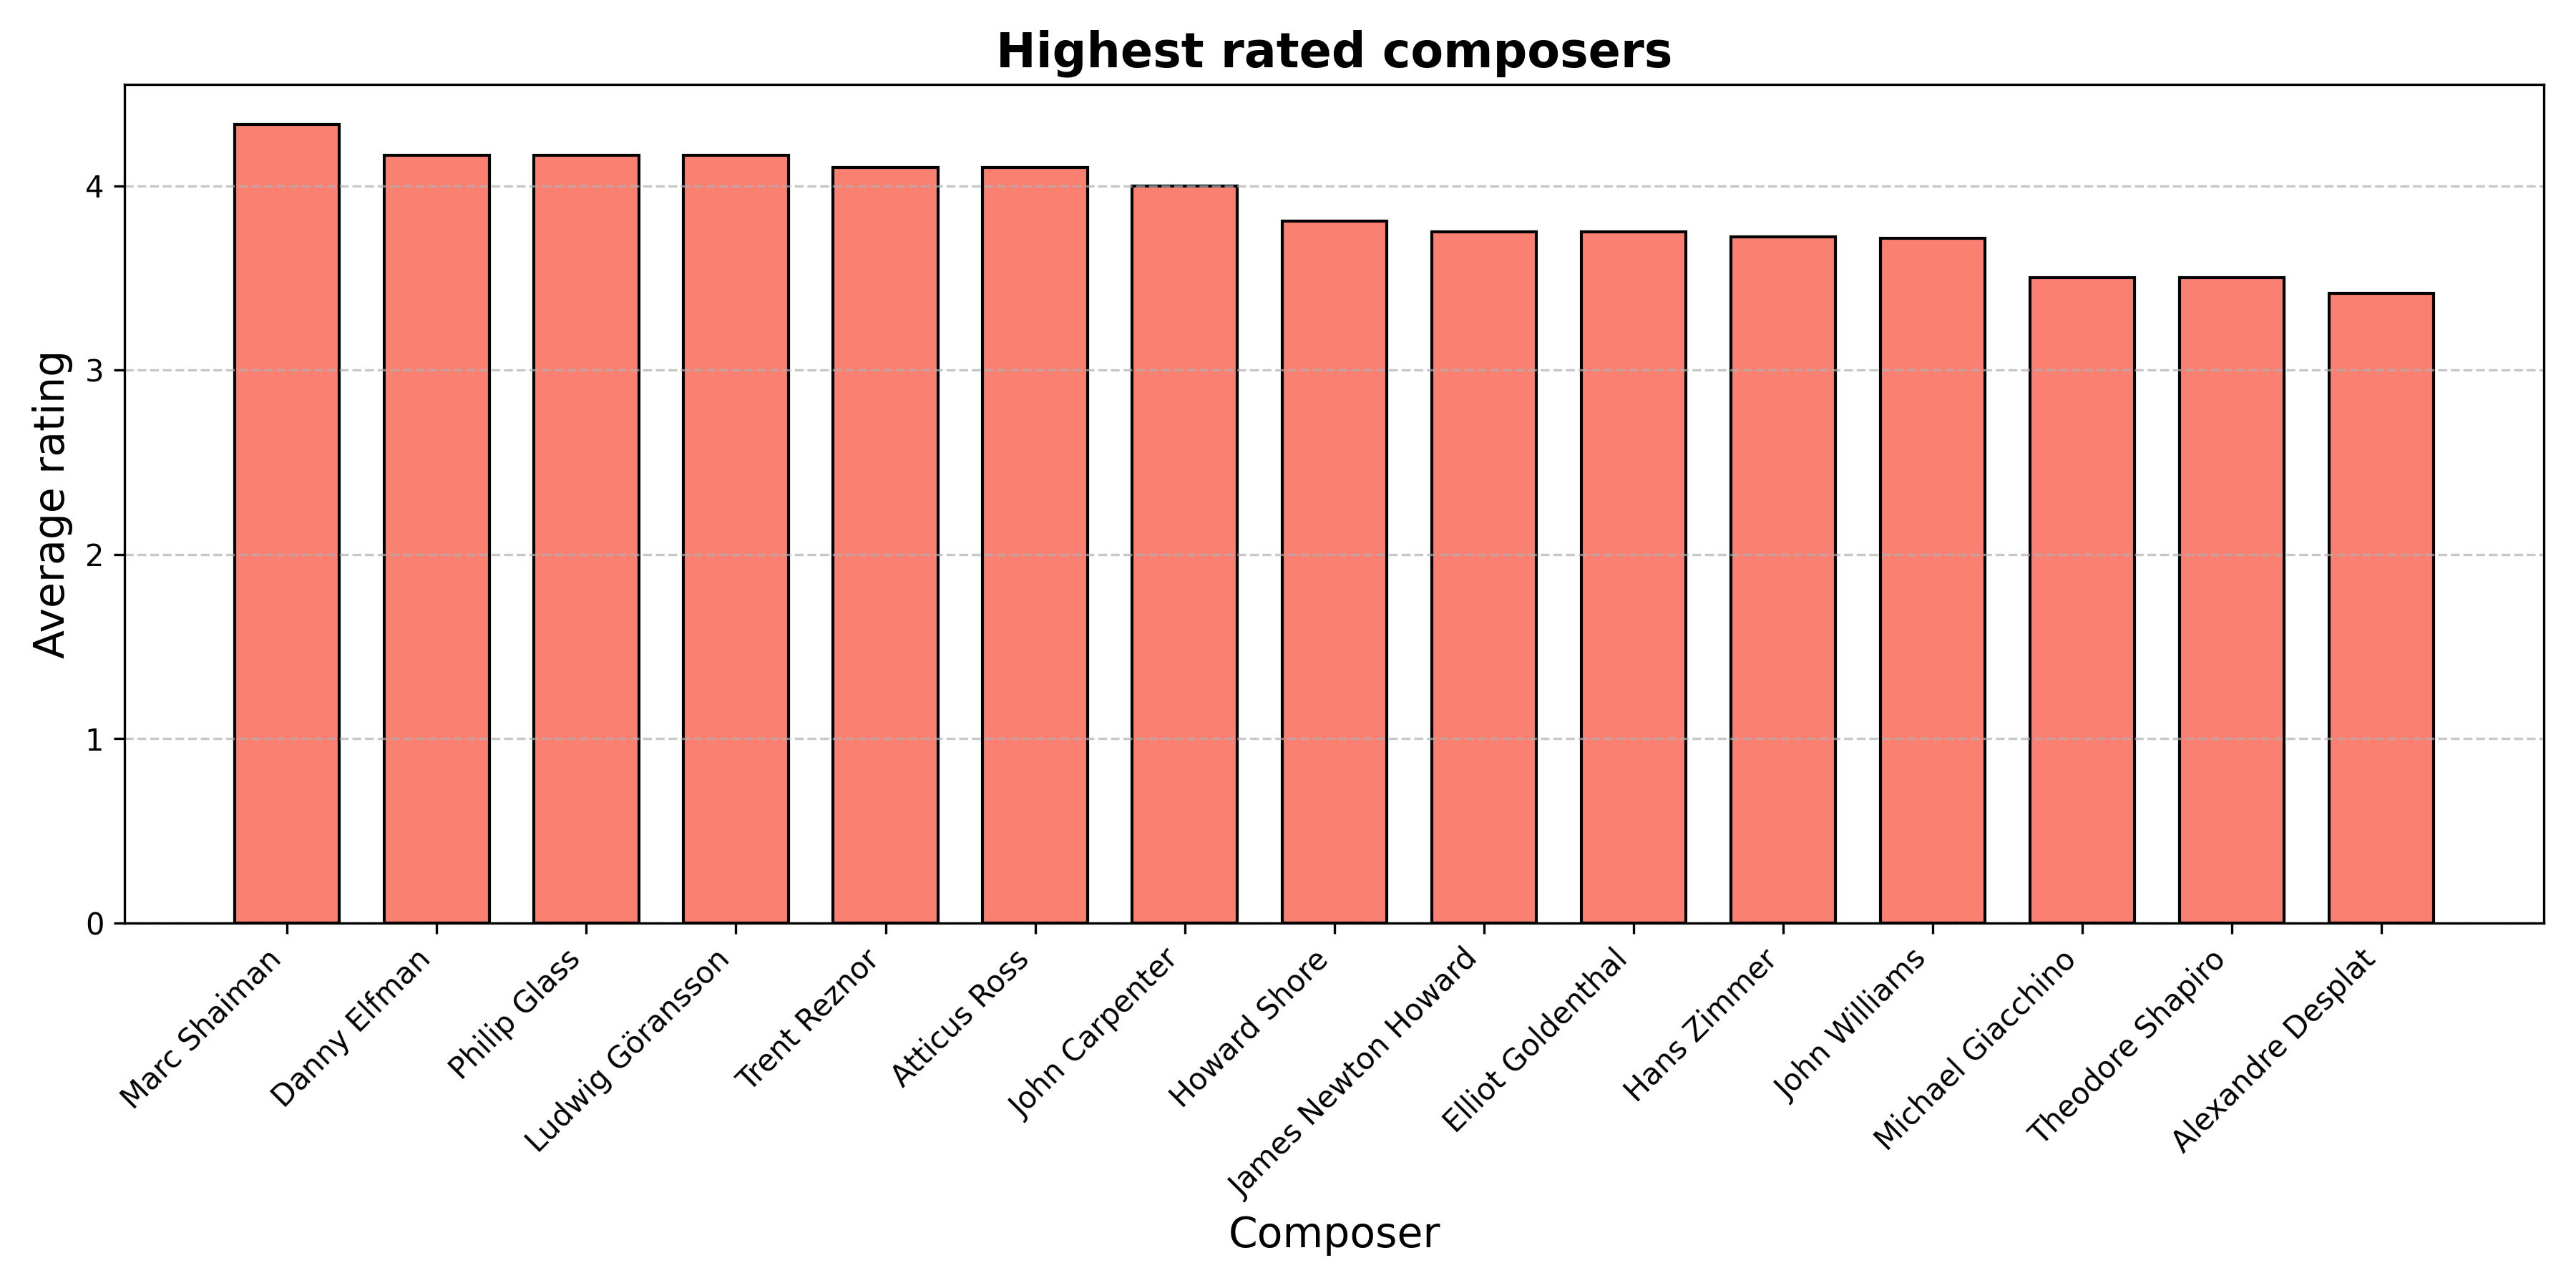 Highest rated composers
Average rating
4
3
2
1
0
Marc Shaiman
Danny Elfman
Philip Glass
Ludwig Göransson
Trent Reznor
Atticus Ross
John Carpenter
Howard Shore
James Newton Howard
Elliot Goldenthal
Hans Zimmer
John Williams
Michael Giacchino
Theodore Shapiro
Alexandre Desplat
Composer